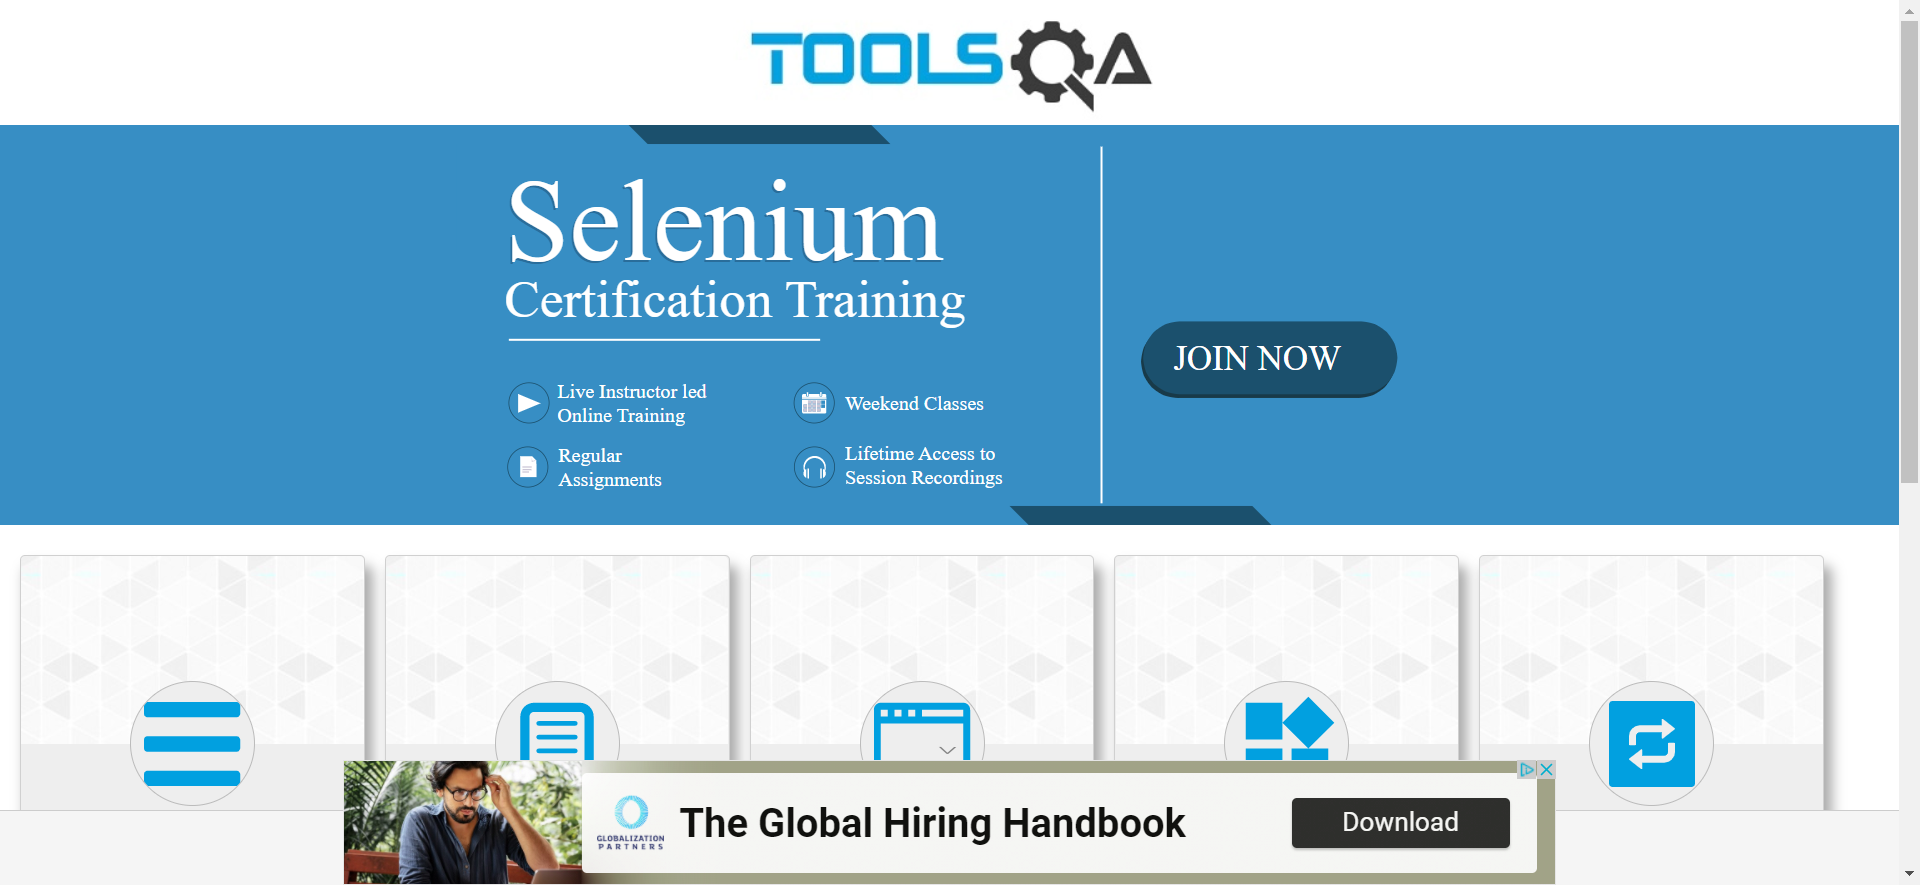 TOOLSQA
Selenium
Certification Training
JOIN NOW
Live Instructor led
Online Training
Weekend Classes
Regular
Assignments
Lifetime Access to
Session Recordings
GLOBALIZATION
PARTNERS
The Global Hiring Handbook
Download